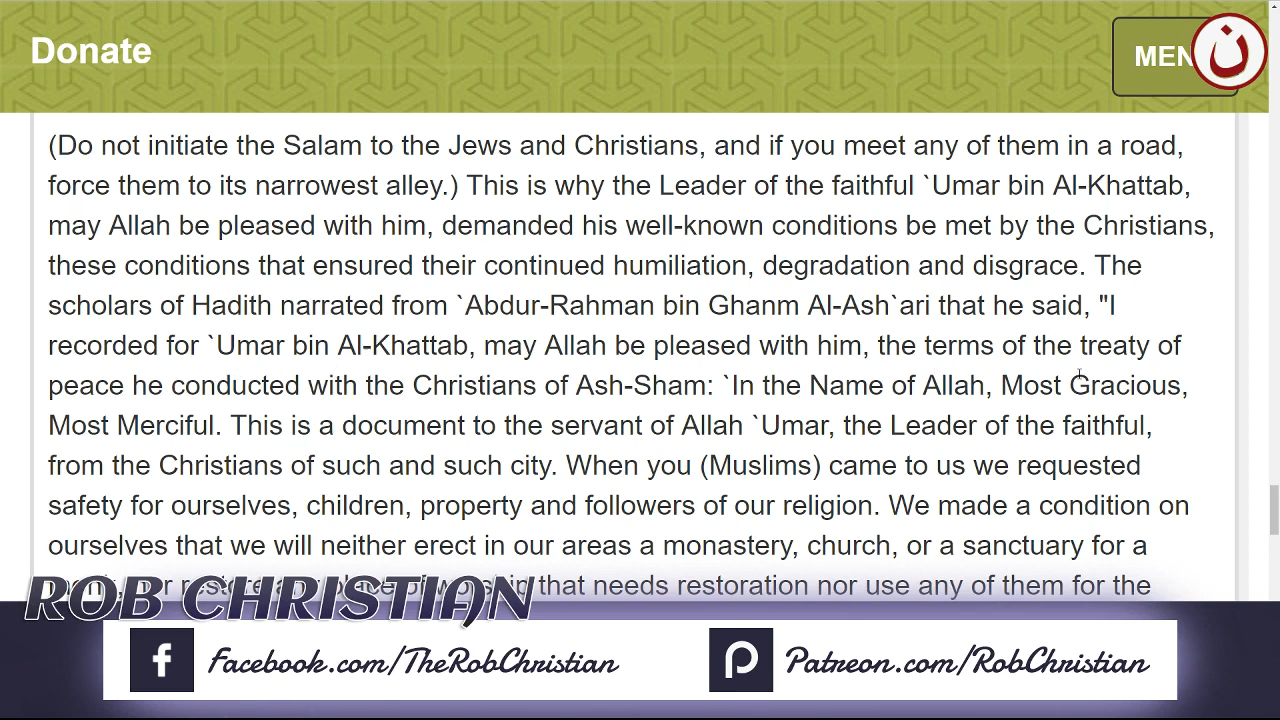 Donate
MEN
ن
(Do not initiate the Salam to the Jews and Christians, and if you meet any of them in a road,
force them to its narrowest alley.) This is why the Leader of the faithful `Umar bin Al-Khattab,
may Allah be pleased with him, demanded his well-known conditions be met by the Christians,
these conditions that ensured their continued humiliation, degradation and disgrace. The
scholars of Hadith narrated from `Abdur-Rahman bin Ghanm Al-Ash`ari that he said, "I
recorded for `Umar bin Al-Khattab, may Allah be pleased with him, the terms of the treaty of
peace he conducted with the Christians of Ash-Sham: `In the Name of Allah, Most Gracious,
Most Merciful. This is a document to the servant of Allah `Umar, the Leader of the faithful,
from the Christians of such and such city. When you (Muslims) came to us we requested
safety for ourselves, children, property and followers of our religion. We made a condition on
ourselves that we will neither erect in our areas a monastery, church, or a sanctuary for a
that needs restoration nor use any of them for the
ROB CHRISTIAN
f Facebook.com/TheRobChristian
Patreon.com/RobChristian